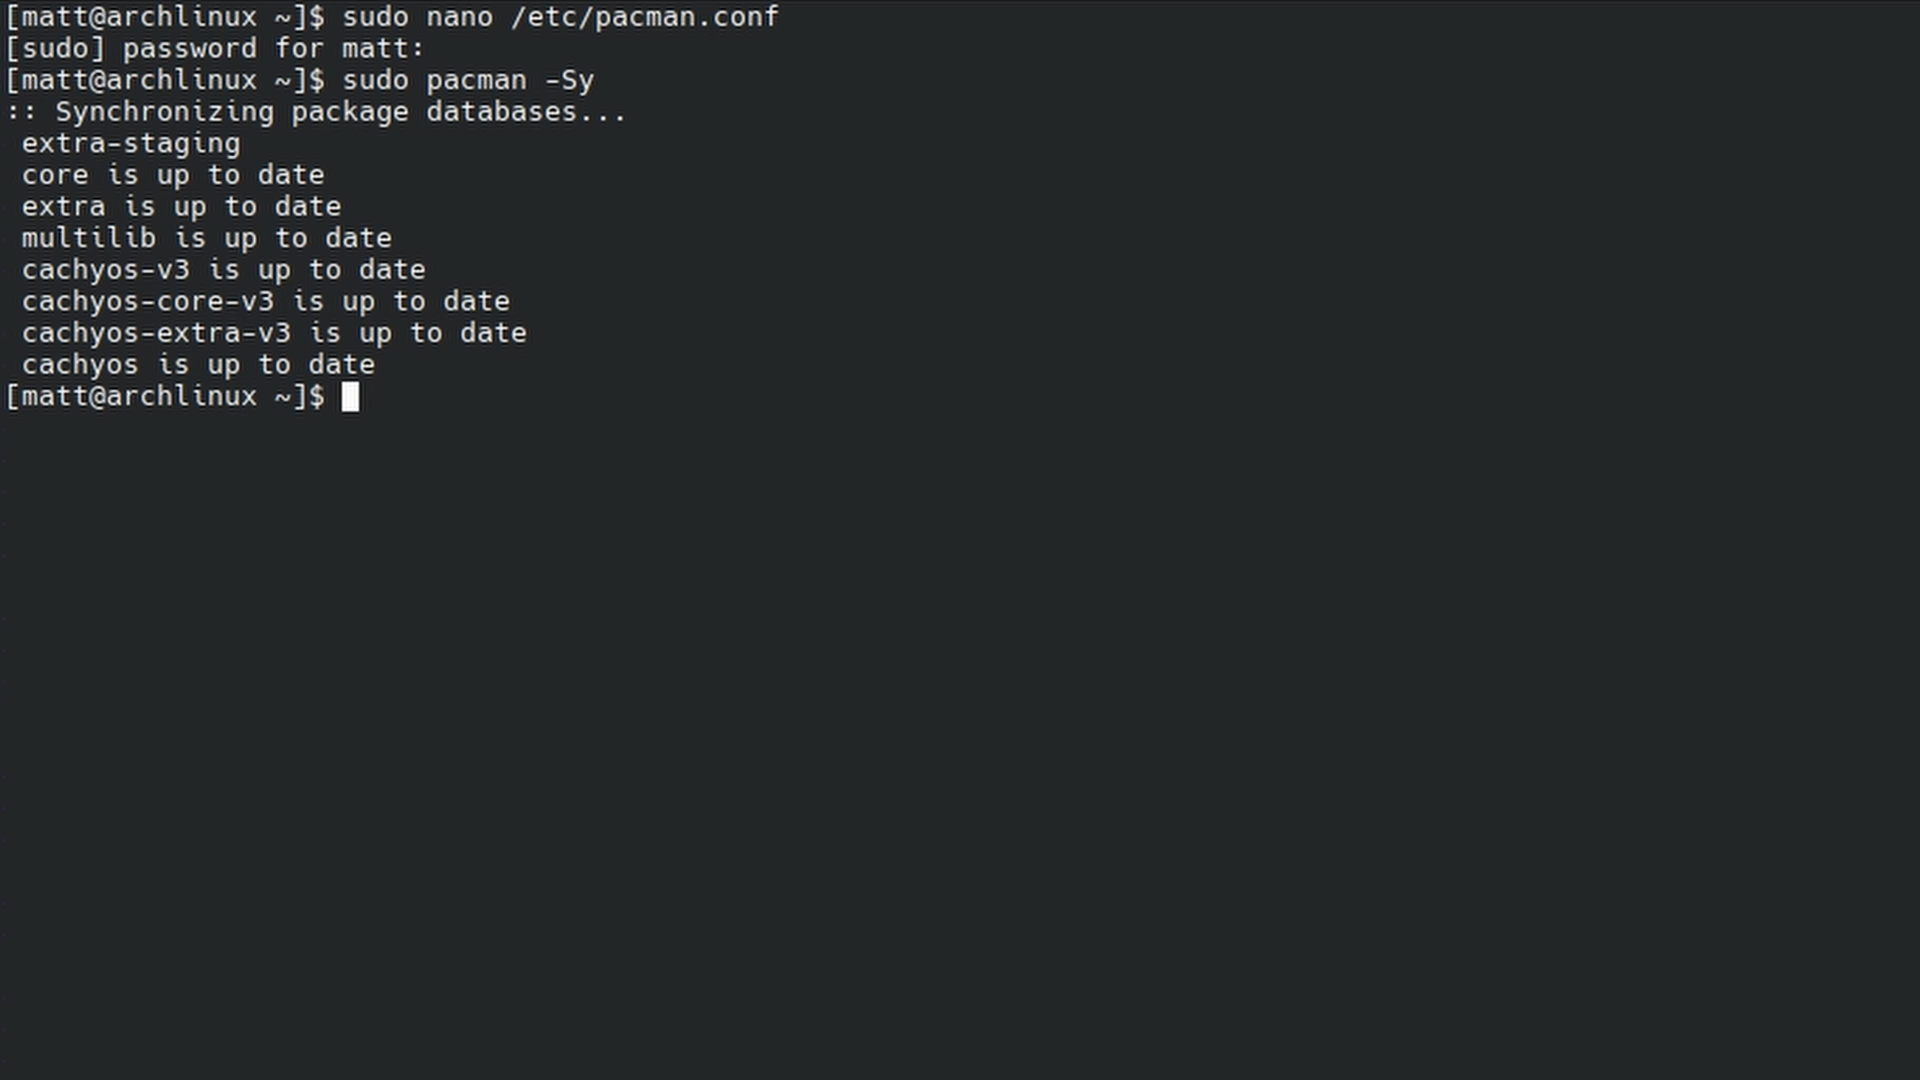 [matt@archlinux ~]$ sudo nano /etc/pacman.conf
[sudo] password for matt:
[matt@archlinux ~]$ sudo pacman -Sy
:: Synchronizing package databases...
 extra-staging
 core is up to date
 extra is up to date
 multilib is up to date
 cachyos-v3 is up to date
 cachyos-core-v3 is up to date
 cachyos-extra-v3 is up to date
 cachyos is up to date
[matt@archlinux ~]$